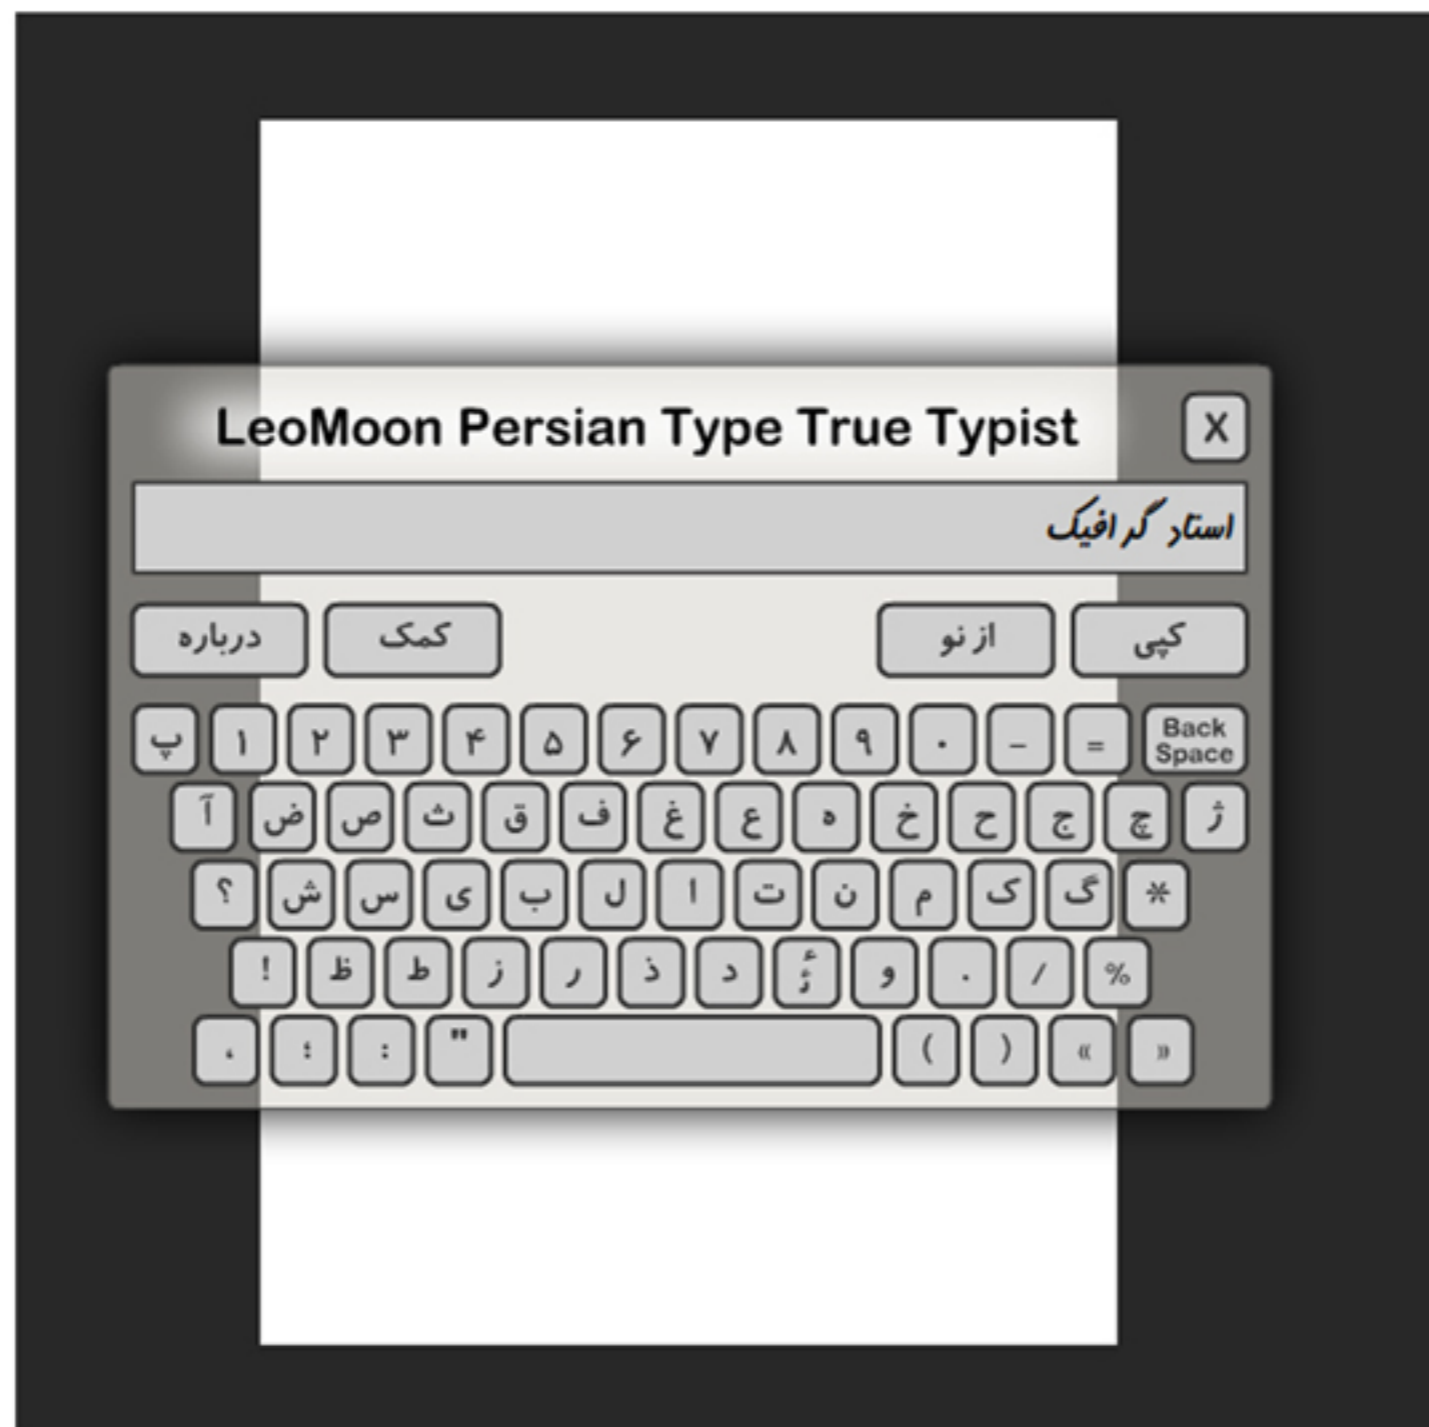 LeoMoon Persian Type True Typist X
استاد گرافیک
درباره کمک از نو کپی
پ ۱ ۲ ۳ ۴ ۵ ۶ ۷ ۸ ۹ ۰ - = Back Space
آ ض ص ث ق ف غ ع ه خ ح ج چ ژ
؟ ش س ی ب ل ا ت ن م ک گ *
! ظ ط ز ر ذ د ئ و . / %
، ؛ : " ( ) « »